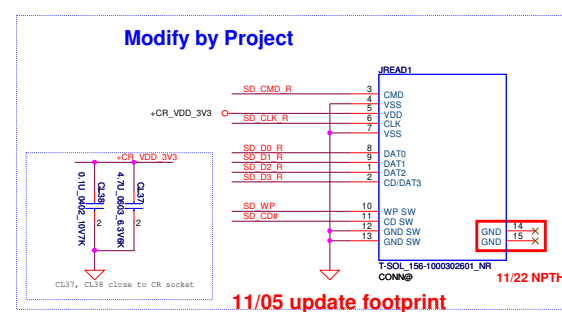 Modify by Project
JREAD1
SD_CMD_R 3 CMD
4 VSS
+CR_VDD_3V3 5 VDD
SD_CLK_R 6 CLK
7 VSS
SD_D0_R 8 DAT0
SD_D1_R 9 DAT1
SD_D2_R 1 DAT2
SD_D3_R 2 CD/DAT3
SD_WP 10 WP SW
SD_CD# 11 CD SW
12 GND SW
13 GND SW
GND 14
GND 15
T-SOL_156-1000302601_NR
CONN@
11/22 NPTH
+CR_VDD_3V3
0.1U_0402_10V7K
CL38
2
4.7U_0603_6.3V6K
CL37
2
CL37, CL38 close to CR socket
11/05 update footprint